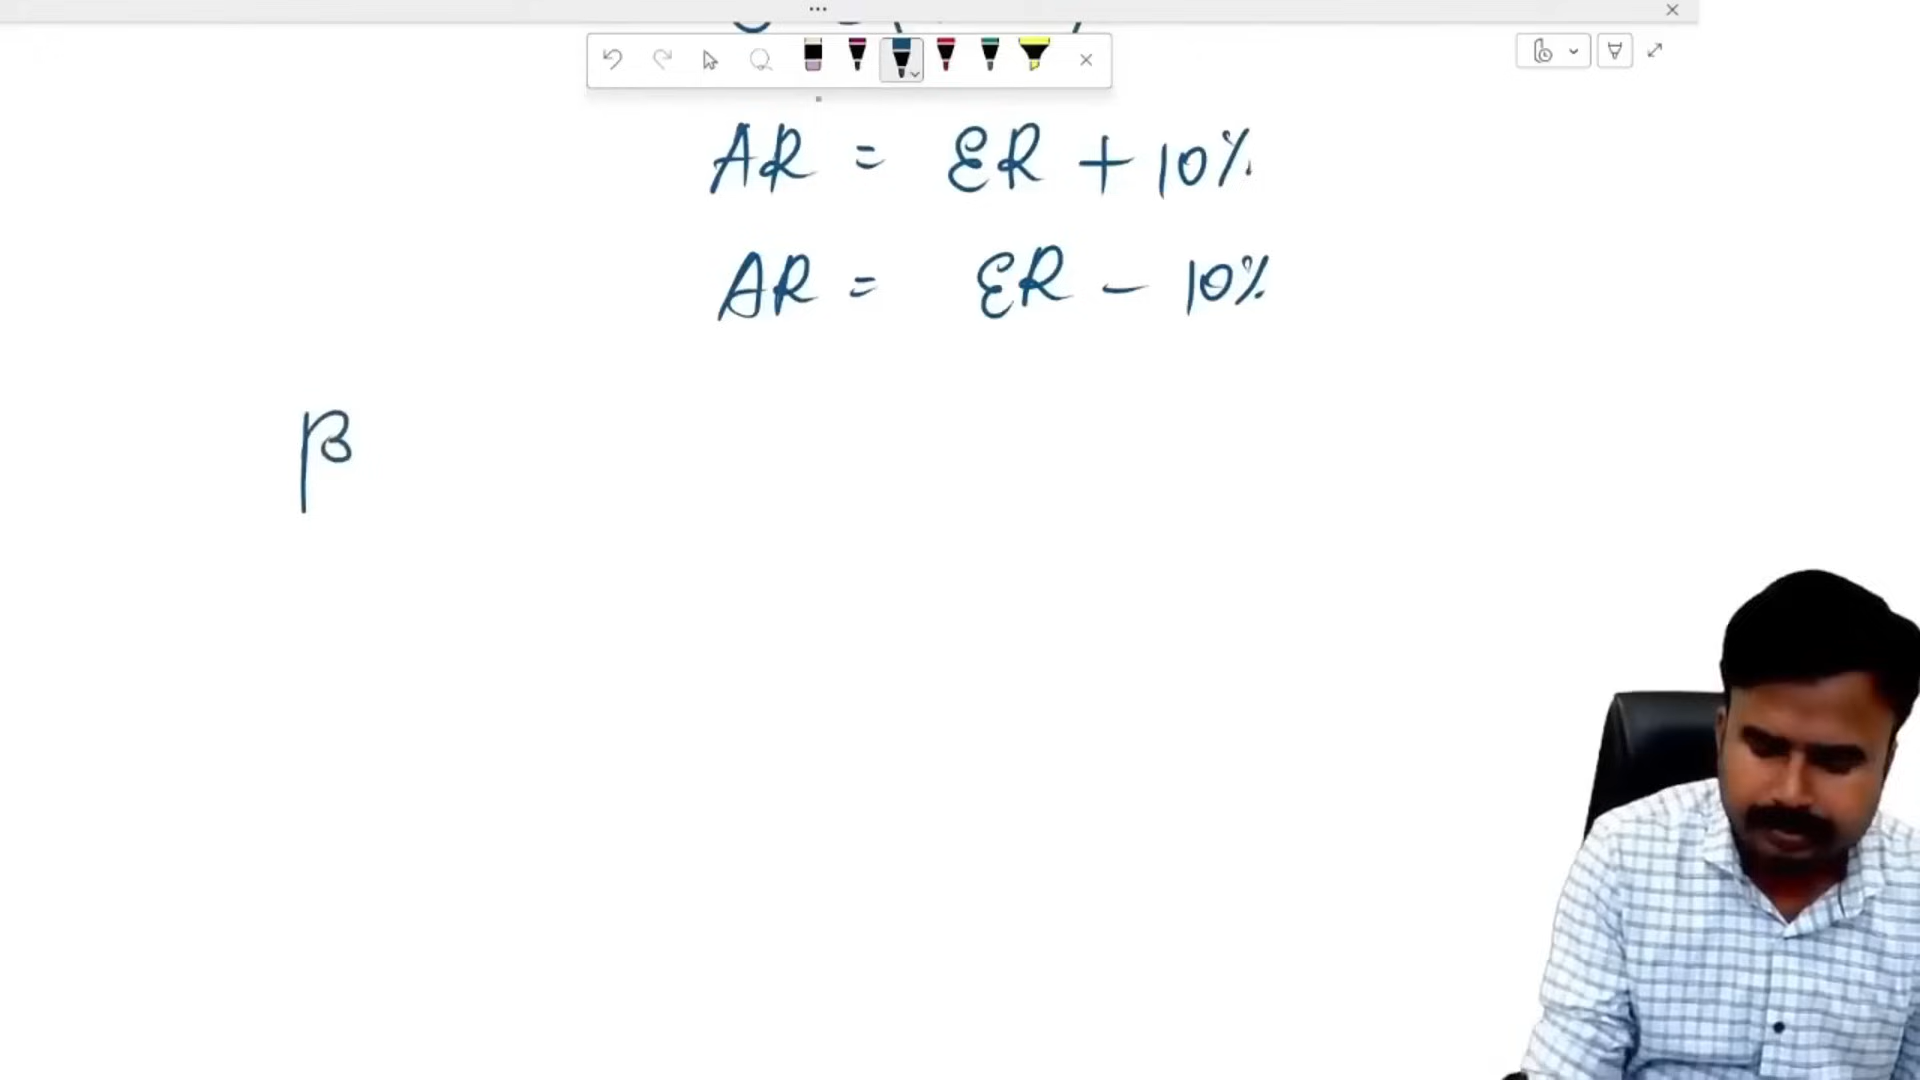 AR = ER + 10%
AR = ER - 10%
β